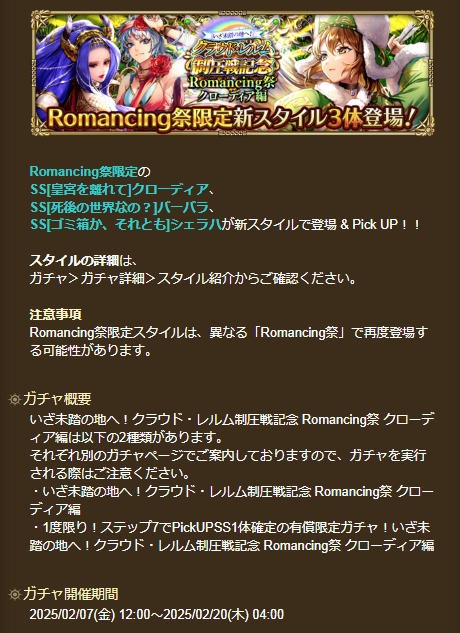 いざ未踏の地へ!
クラウド・レルム
制圧戦記念
Romancing祭
クローディア編
Romancing祭限定新スタイル3体登場!
Romancing祭限定の
SS[皇宮を離れて]クローディア、
SS[死後の世界なの?]バーバラ、
SS[ゴミ箱か、それとも]シェラハが新スタイルで登場 & Pick UP!!
スタイルの詳細は、
ガチャ＞ガチャ詳細＞スタイル紹介からご確認ください。
注意事項
Romancing祭限定スタイルは、異なる「Romancing祭」で再度登場す
る可能性があります。
ガチャ概要
いざ未踏の地へ!クラウド・レルム制圧戦記念 Romancing祭 クローデ
ィア編は以下の2種類があります。
それぞれ別のガチャページでご案内しておりますので、ガチャを実行
される際はご注意ください。
・いざ未踏の地へ!クラウド・レルム制圧戦記念 Romancing祭 クロー
ディア編
・1度限り!ステップ7でPickUPSS1体確定の有償限定ガチャ!いざ未
踏の地へ!クラウド・レルム制圧戦記念 Romancing祭 クローディア編
ガチャ開催期間
2025/02/07(金) 12:00～2025/02/20(木) 04:00